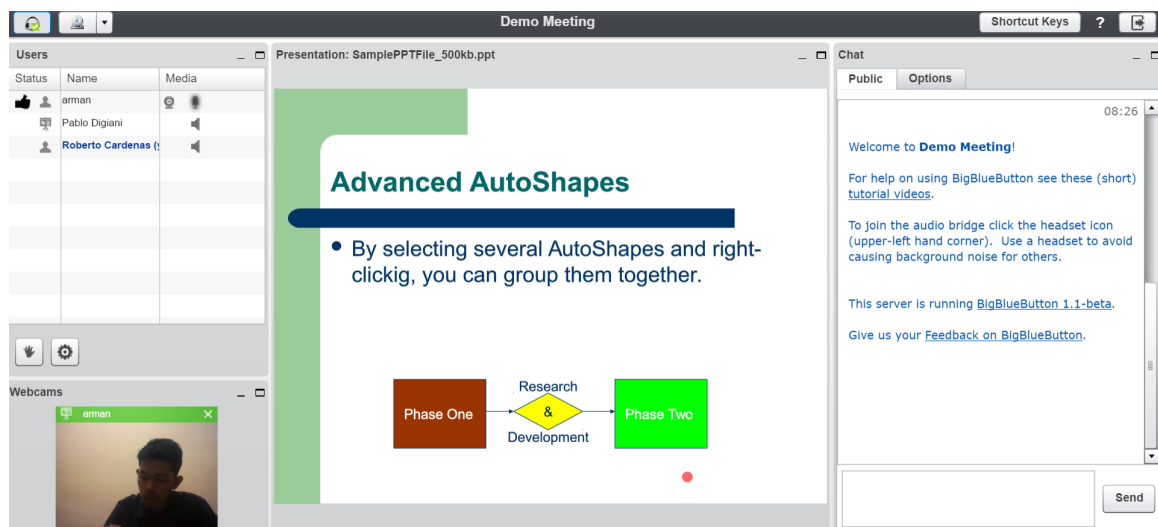 Demo Meeting
Shortcut Keys
?
Users
Status Name Media
arman
Pablo Digiani
Roberto Cardenas (y
Webcams
arman
Presentation: SamplePPTFile_500kb.ppt
Advanced AutoShapes
• By selecting several AutoShapes and right-
clickig, you can group them together.
Phase One
Research
&
Development
Phase Two
Chat
Public Options
08:26
Welcome to Demo Meeting!
For help on using BigBlueButton see these (short)
tutorial videos.
To join the audio bridge click the headset icon
(upper-left hand corner). Use a headset to avoid
causing background noise for others.
This server is running BigBlueButton 1.1-beta.
Give us your Feedback on BigBlueButton.
Send